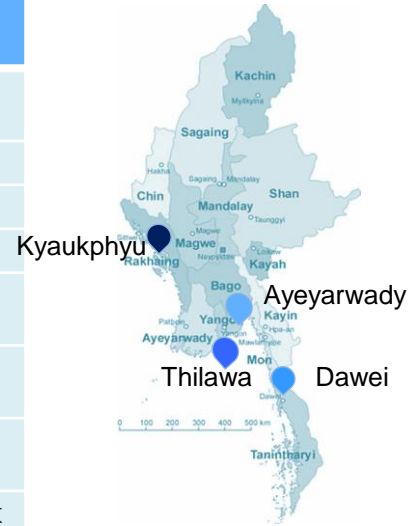 Kachin
Myitkyina
Sagaing
Hakha
Sagaing
Mandalay
Shan
Chin
Mandalay
Taunggyi
Kyaukphyu
Sittwe
Magwe
Magwe
Loikaw
Rakhaing
Naypyidaw
Kayah
Bago
Ayeyarwady
Pathein
Yangon
Yangon
Kayin
Hpa-an
Ayeyarwady
Mawlamyine
Mon
Thilawa
Dawei
Dawei
0 100 200 300 400 500 km
Tanintharyi